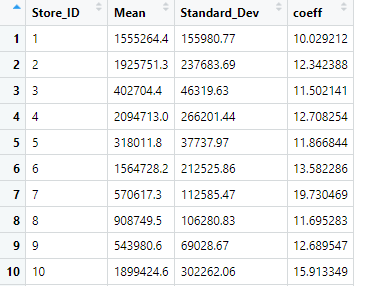 Store_ID Mean Standard_Dev coeff
1 1 1555264.4 155980.77 10.029212
2 2 1925751.3 237683.69 12.342388
3 3 402704.4 46319.63 11.502141
4 4 2094713.0 266201.44 12.708254
5 5 318011.8 37737.97 11.866844
6 6 1564728.2 212525.86 13.582286
7 7 570617.3 112585.47 19.730469
8 8 908749.5 106280.83 11.695283
9 9 543980.6 69028.67 12.689547
10 10 1899424.6 302262.06 15.913349